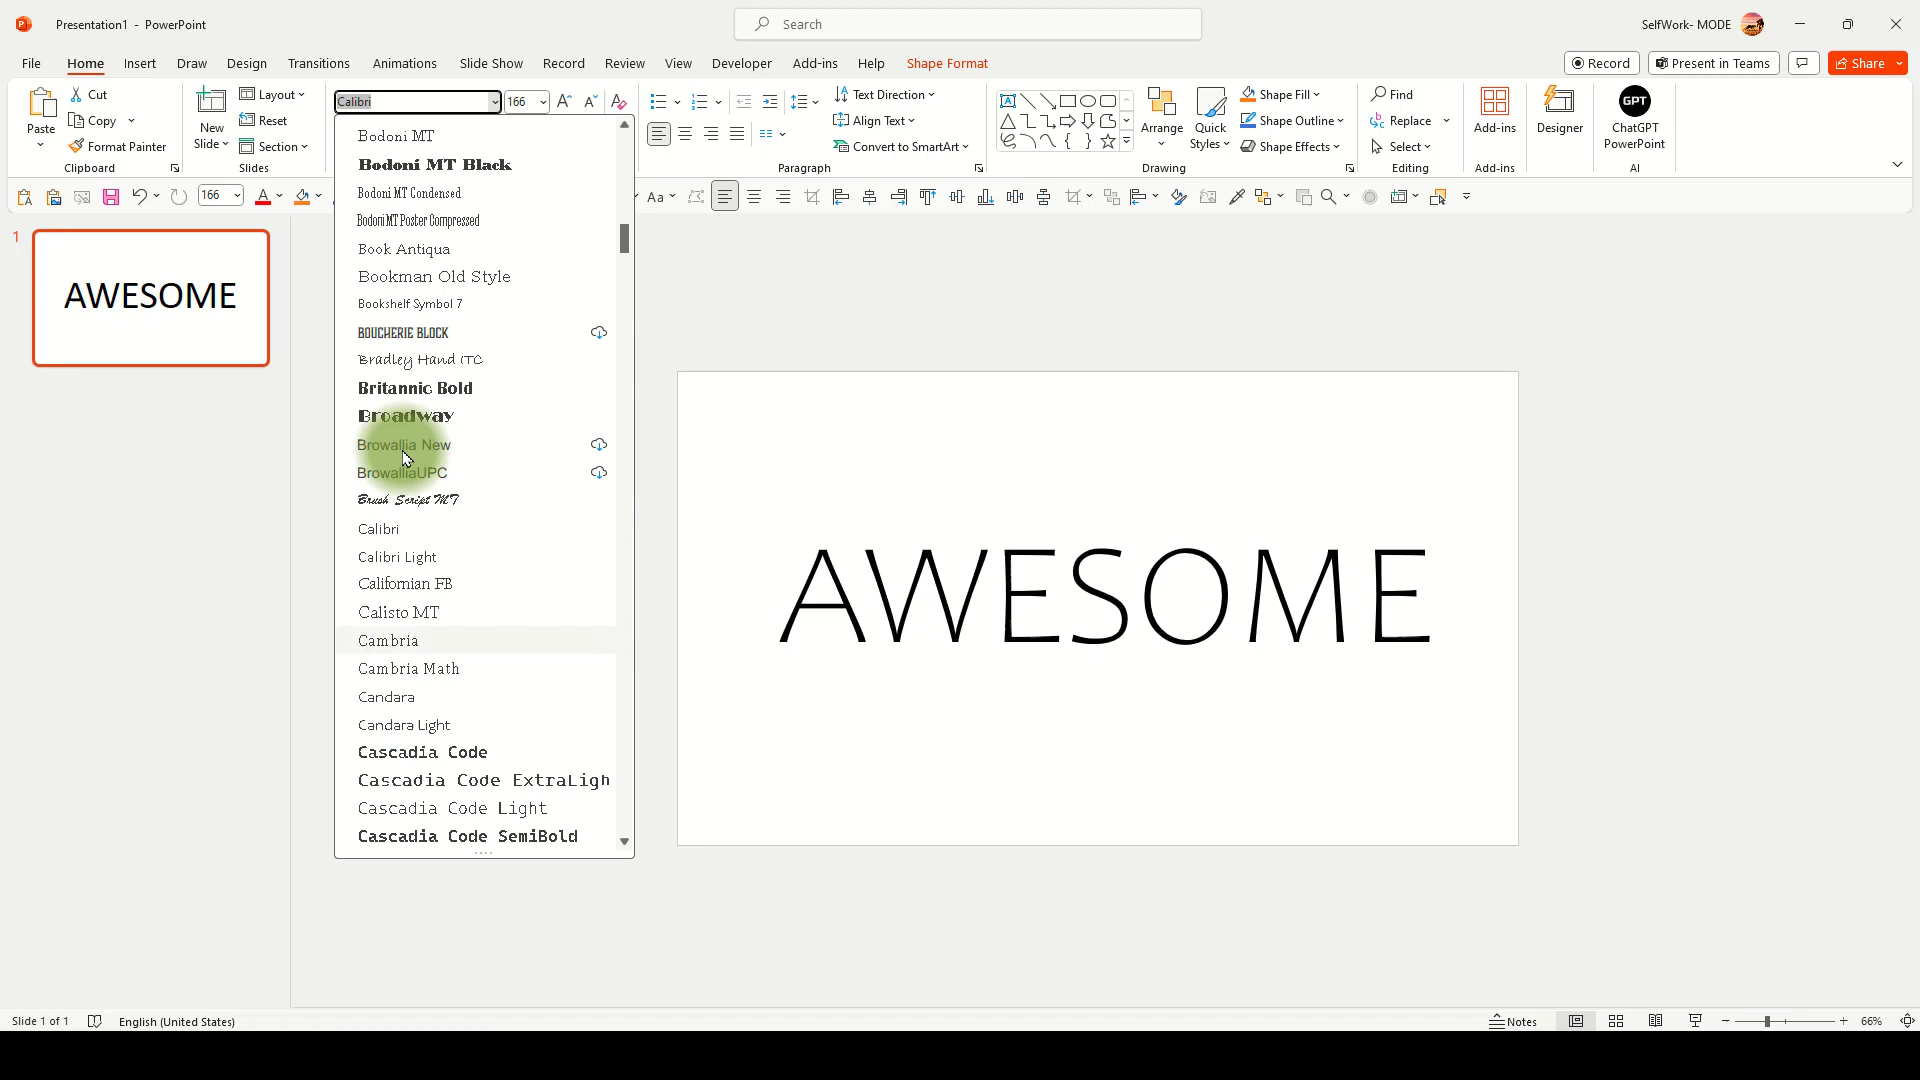 Presentation1 - PowerPoint
Search
SelfWork- MODE
File Home Insert Draw Design Transitions Animations Slide Show Record Review View Developer Add-ins Help Shape Format
Record
Present in Teams
Share
Paste
Cut
Copy
Format Painter
Clipboard
New
Slide
Layout
Reset
Section
Slides
Calibri
166
Text Direction
Align Text
Convert to SmartArt
Paragraph
Arrange
Quick
Styles
Shape Fill
Shape Outline
Shape Effects
Drawing
Find
Replace
Select
Editing
Add-ins
Add-ins
Designer
GPT
ChatGPT
PowerPoint
AI
166
Aa
Bodoni MT
Bodoni MT Black
Bodoni MT Condensed
Bodoni MT Poster Compressed
Book Antiqua
Bookman Old Style
Bookshelf Symbol 7
BOUCHERIE BLOCK
Bradley Hand ITC
Britannic Bold
Broadway
Browallia New
BrowalliaUPC
Brush Script MT
Calibri
Calibri Light
Californian FB
Calisto MT
Cambria
Cambria Math
Candara
Candara Light
Cascadia Code
Cascadia Code ExtraLigh
Cascadia Code Light
Cascadia Code SemiBold
1
AWESOME
AWESOME
Slide 1 of 1
English (United States)
Notes
66%